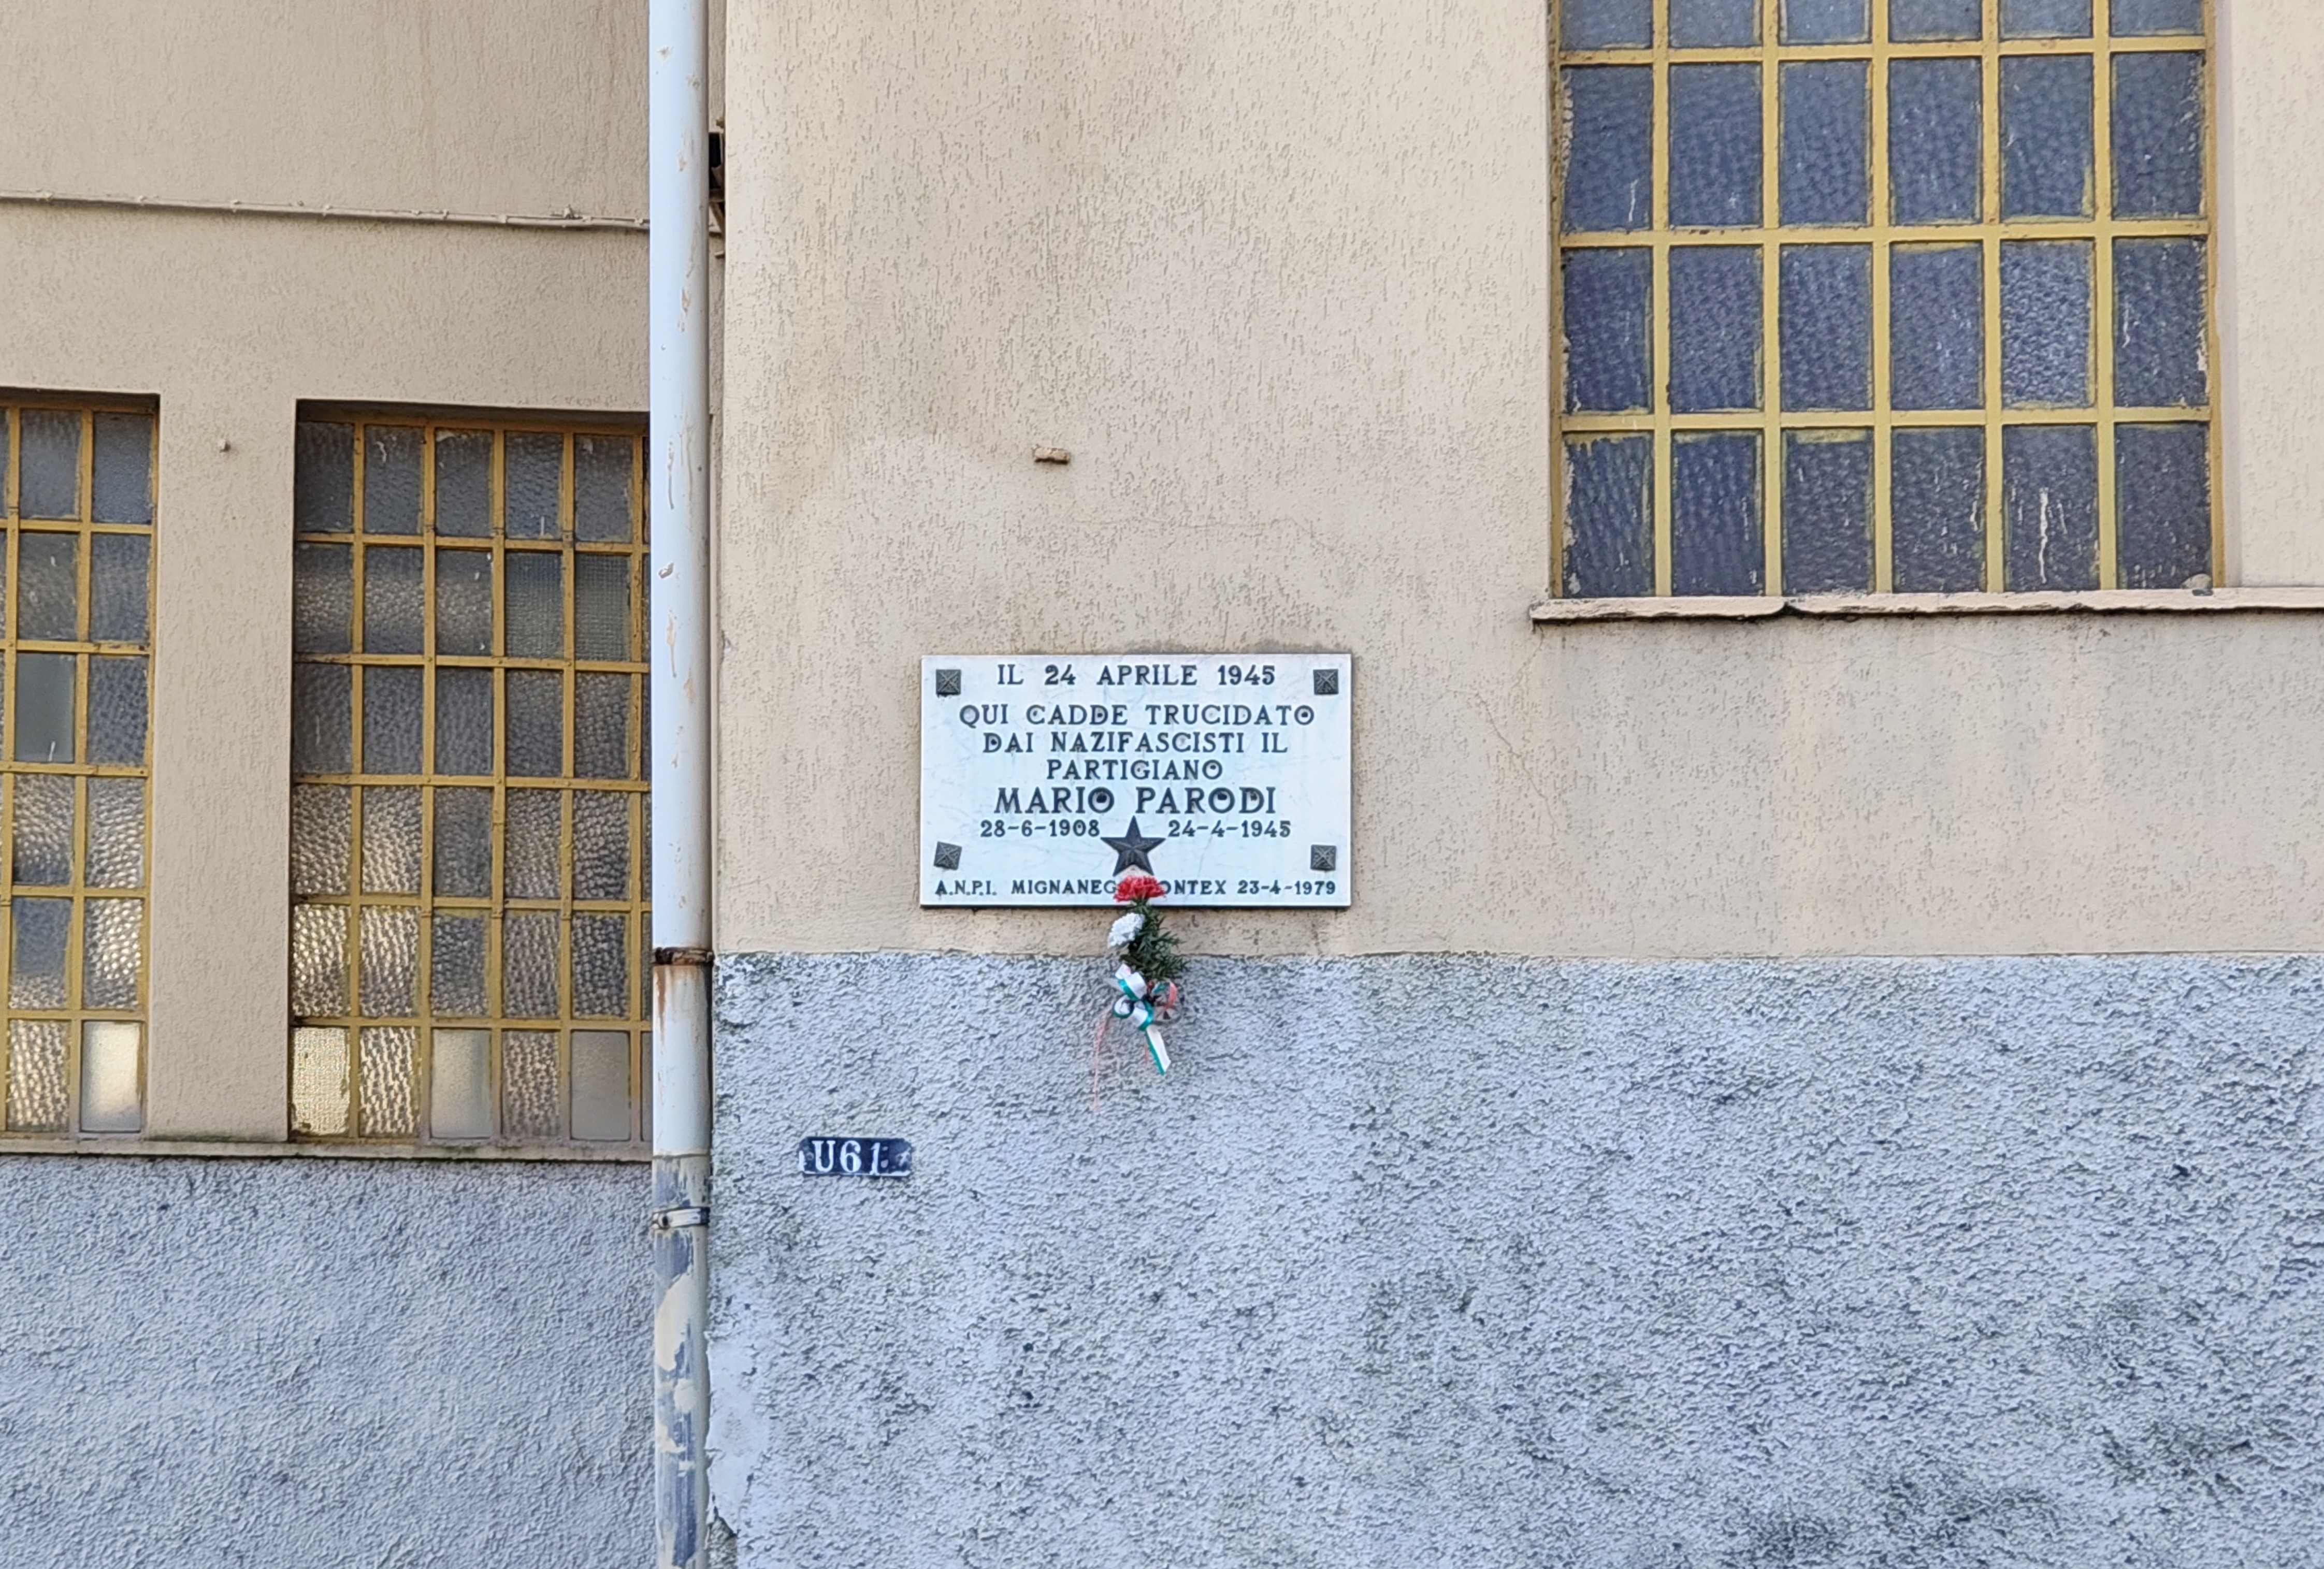 IL 24 APRILE 1945
QUI CADDE TRUCIDATO
DAI NAZIFASCISTI IL
PARTIGIANO
MARIO PARODI
28-6-1908 24-4-1945
A.N.P.I. 23-4-1979
U61